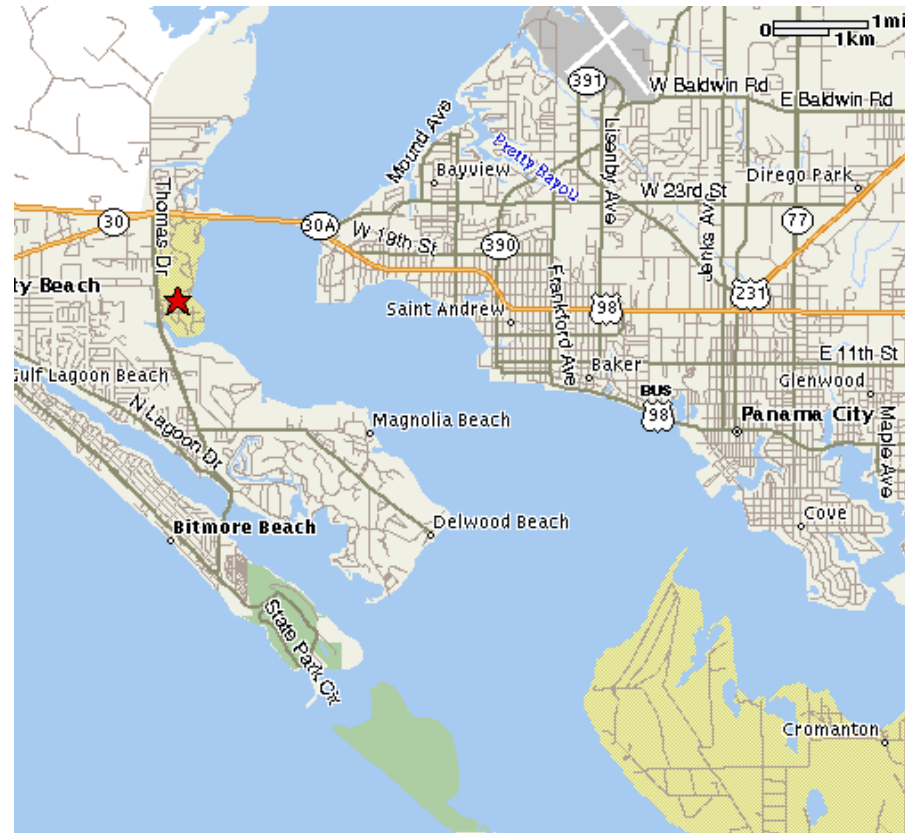 1mi
0
1km
391
W Baldwin Rd
E Baldwin Rd
Mound Ave
Lisenby Ave
Pretty Bayou
Bayview
Direго Park
W 23rd St
Thomas Dr
30
30A
W 19th St
390
Jenks Ave
77
ty Beach
Frankford Ave
98
231
Saint Andrew
E 11th St
Gulf Lagoon Beach
Baker
Glenwood
BUS
98
N Lagoon Dr
Magnolia Beach
Panama City
Maple Ave
Bitmore Beach
Delwood Beach
Cove
State Park Cir
Cromanton